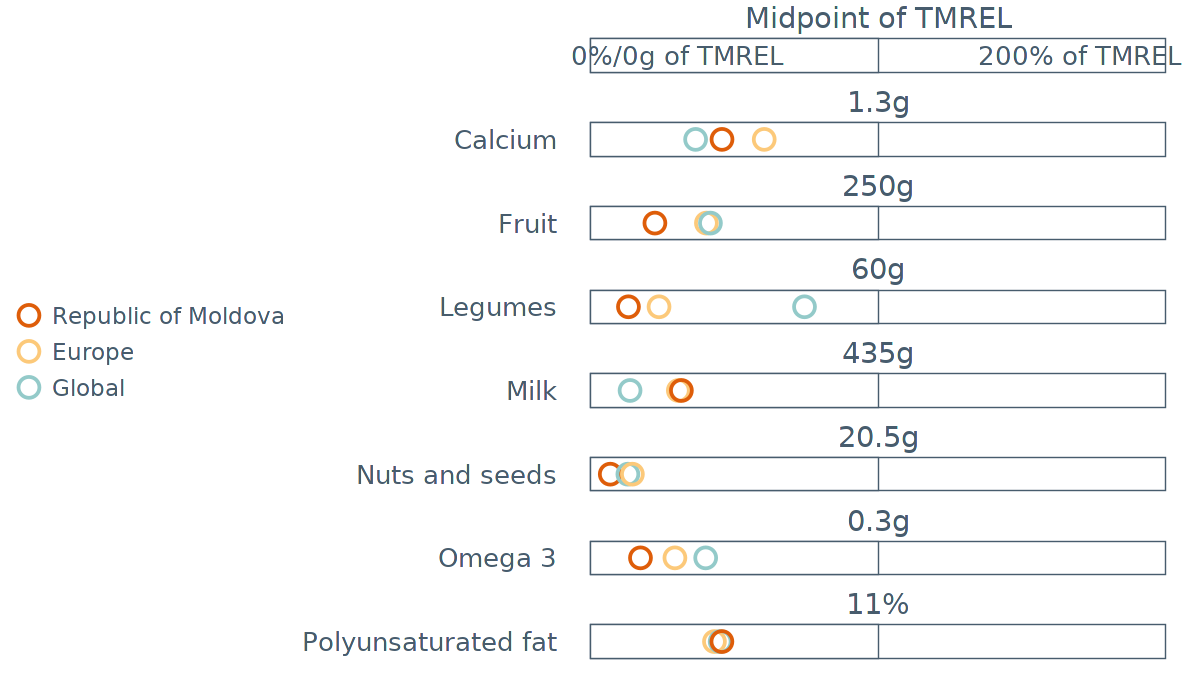 Midpoint of TMREL
0%/0g of TMREL 200% of TMREL
1.3g
Calcium
250g
Fruit
60g
Legumes
435g
Milk
20.5g
Nuts and seeds
0.3g
Omega 3
11%
Polyunsaturated fat
Republic of Moldova
Europe
Global